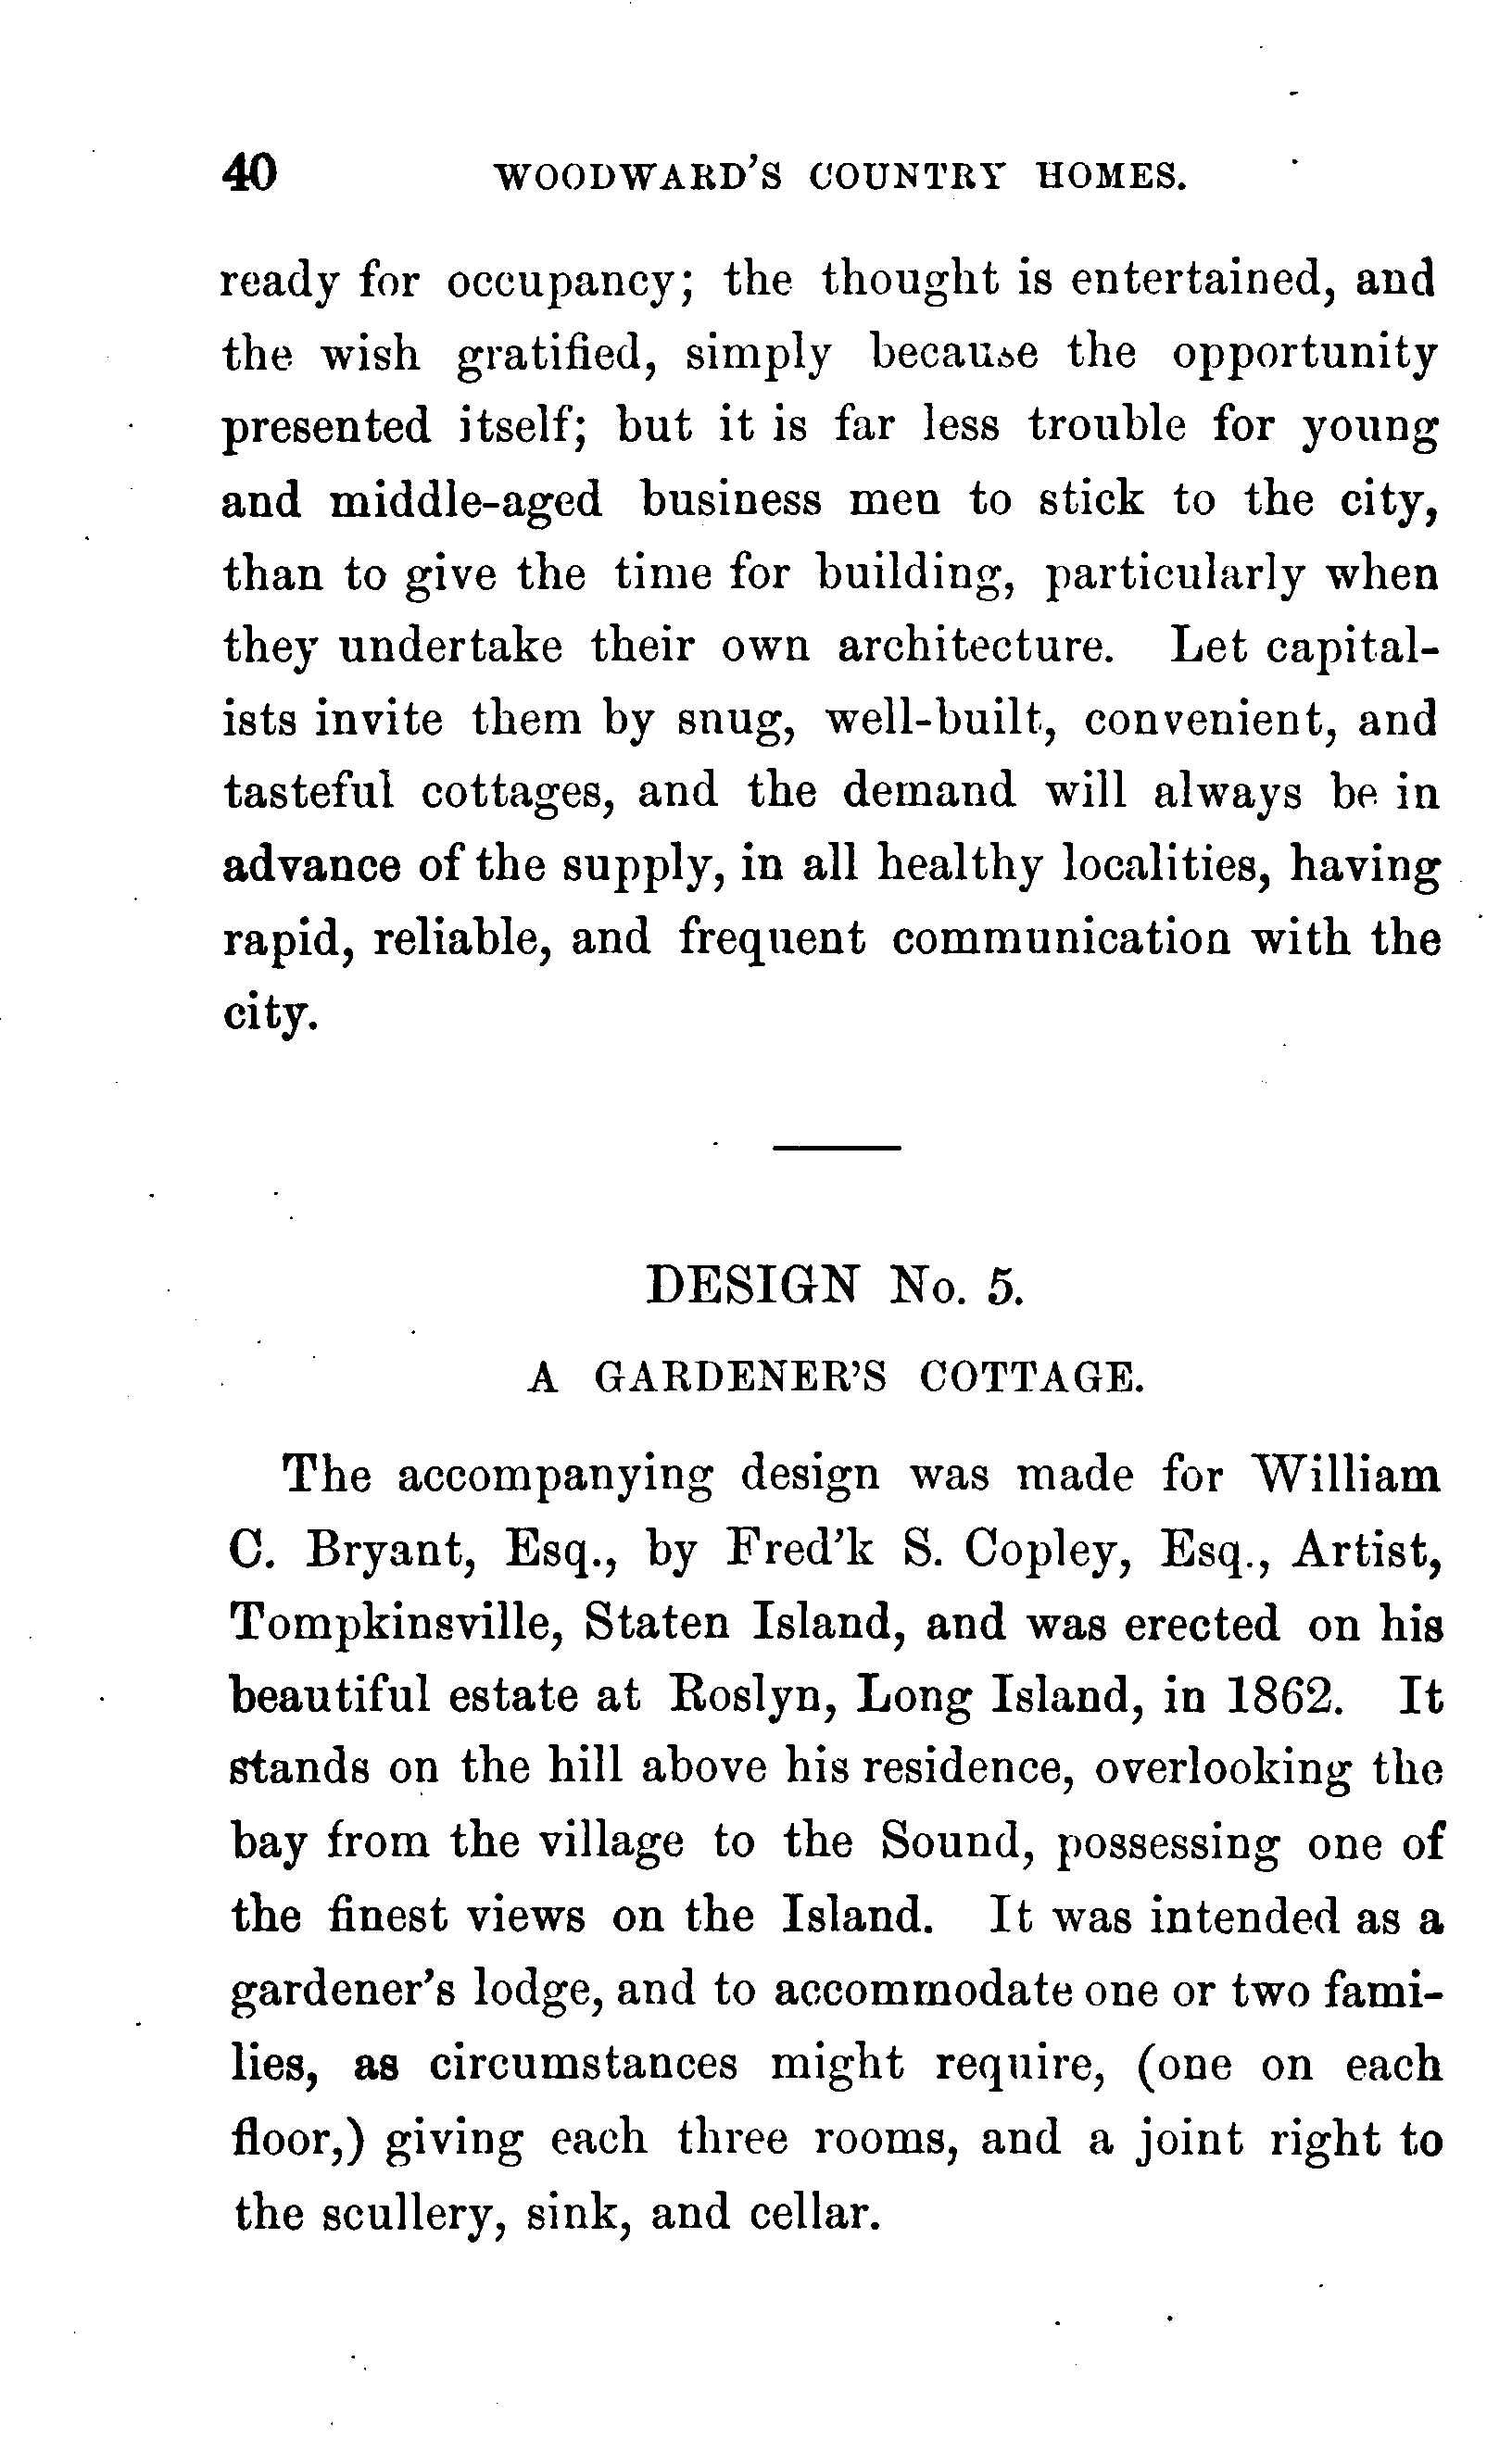 40 WOODWARD'S COUNTRY HOMES.
ready for occupancy; the thought is entertained, and
the wish gratified, simply because the opportunity
presented itself; but it is far less trouble for young
and middle-aged business men to stick to the city,
than to give the time for building, particularly when
they undertake their own architecture. Let capital-
ists invite them by snug, well-built, convenient, and
tasteful cottages, and the demand will always be in
advance of the supply, in all healthy localities, having
rapid, reliable, and frequent communication with the
city.
DESIGN No. 5.
A GARDENER'S COTTAGE.
The accompanying design was made for William
C. Bryant, Esq., by Fred'k S. Copley, Esq., Artist,
Tompkinsville, Staten Island, and was erected on his
beautiful estate at Roslyn, Long Island, in 1862. It
stands on the hill above his residence, overlooking the
bay from the village to the Sound, possessing one of
the finest views on the Island. It was intended as a
gardener's lodge, and to accommodate one or two fami-
lies, as circumstances might require, (one on each
floor,) giving each three rooms, and a joint right to
the scullery, sink, and cellar.